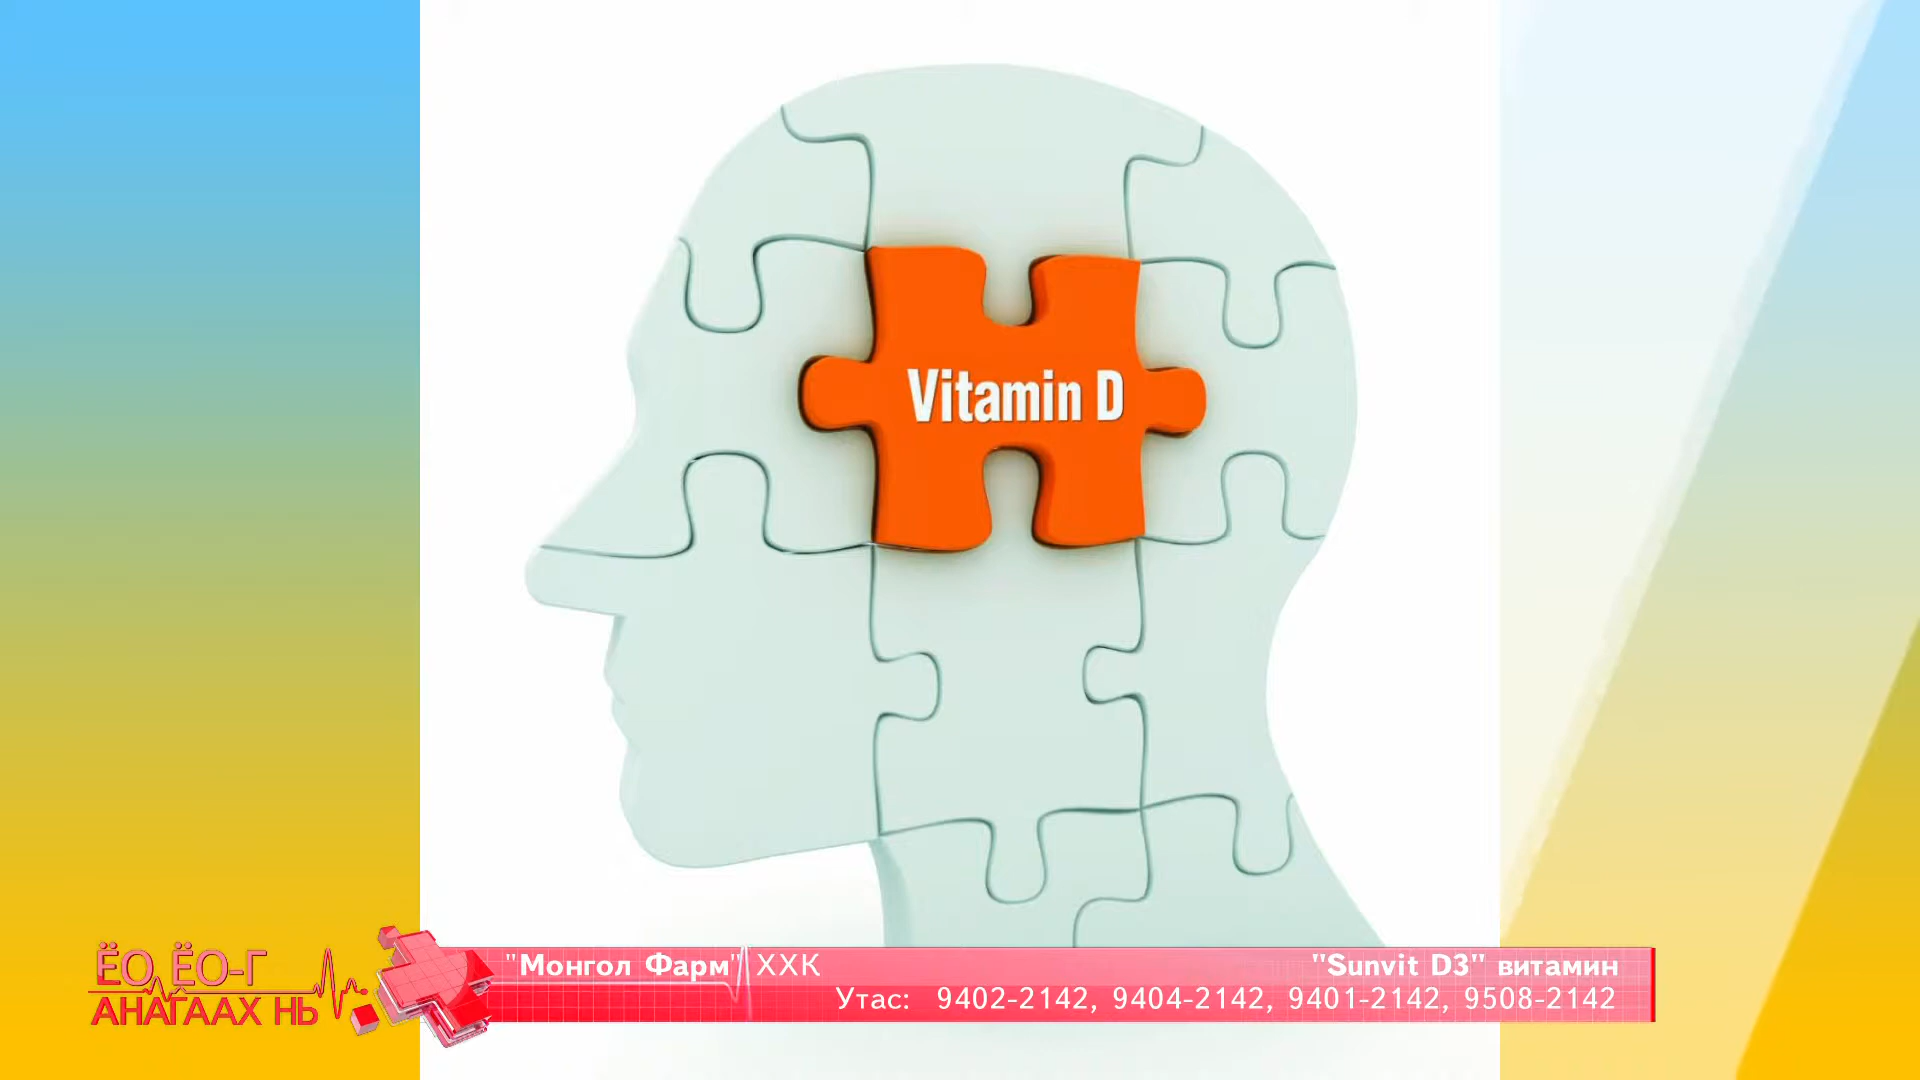 Vitamin D
ЁО ЁО-Г
АНАГААХ НЬ
"Монгол Фарм" ХХК
"Sunvit D3" витамин
Утас: 9402-2142, 9404-2142, 9401-2142, 9508-2142